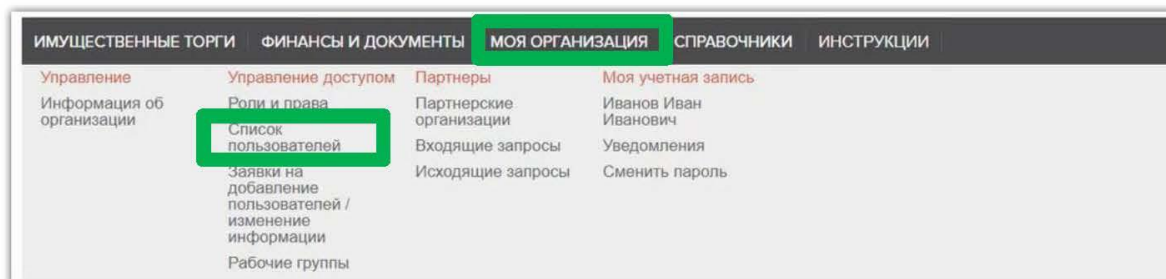 ИМУЩЕСТВЕННЫЕ ТОРГИ ФИНАНСЫ И ДОКУМЕНТЫ МОЯ ОРГАНИЗАЦИЯ СПРАВОЧНИКИ ИНСТРУКЦИИ
Управление
Информация об
организации
Управление доступом
Роли и права
Список
пользователей
Заявки на
добавление
пользователей /
изменение
информации
Рабочие группы
Партнеры
Партнерские
организации
Входящие запросы
Исходящие запросы
Моя учетная запись
Иванов Иван
Иванович
Уведомления
Сменить пароль